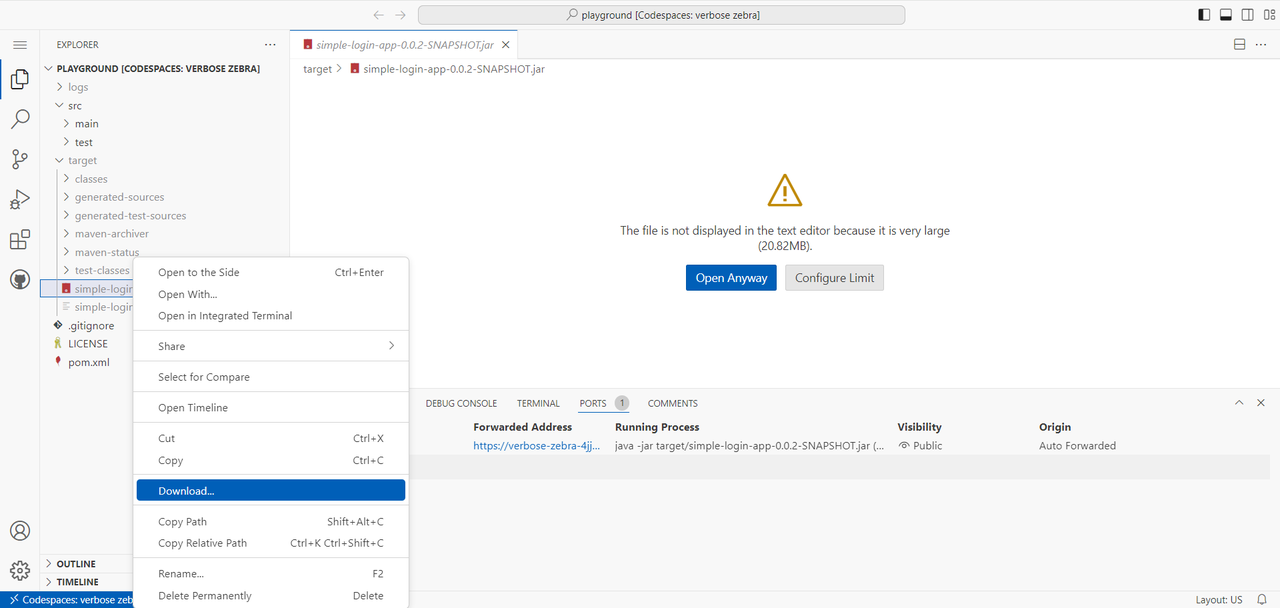 playground [Codespaces: verbose zebra]
EXPLORER
PLAYGROUND [CODESPACES: VERBOSE ZEBRA]
logs
src
main
test
target
classes
generated-sources
generated-test-sources
maven-archiver
maven-status
test-classes
simple-login
simple-login
.gitignore
LICENSE
pom.xml
OUTLINE
TIMELINE
Codespaces: verbose zeb
Open to the Side Ctrl+Enter
Open With...
Open in Integrated Terminal
Share
Select for Compare
Open Timeline
Cut Ctrl+X
Copy Ctrl+C
Download...
Copy Path Shift+Alt+C
Copy Relative Path Ctrl+K Ctrl+Shift+C
Rename... F2
Delete Permanently Delete
simple-login-app-0.0.2-SNAPSHOT.jar
target > simple-login-app-0.0.2-SNAPSHOT.jar
The file is not displayed in the text editor because it is very large
(20.82MB).
Open Anyway Configure Limit
DEBUG CONSOLE TERMINAL PORTS 1 COMMENTS
Forwarded Address Running Process Visibility Origin
https://verbose-zebra-4jj... java -jar target/simple-login-app-0.0.2-SNAPSHOT.jar (... Public Auto Forwarded
Layout: US